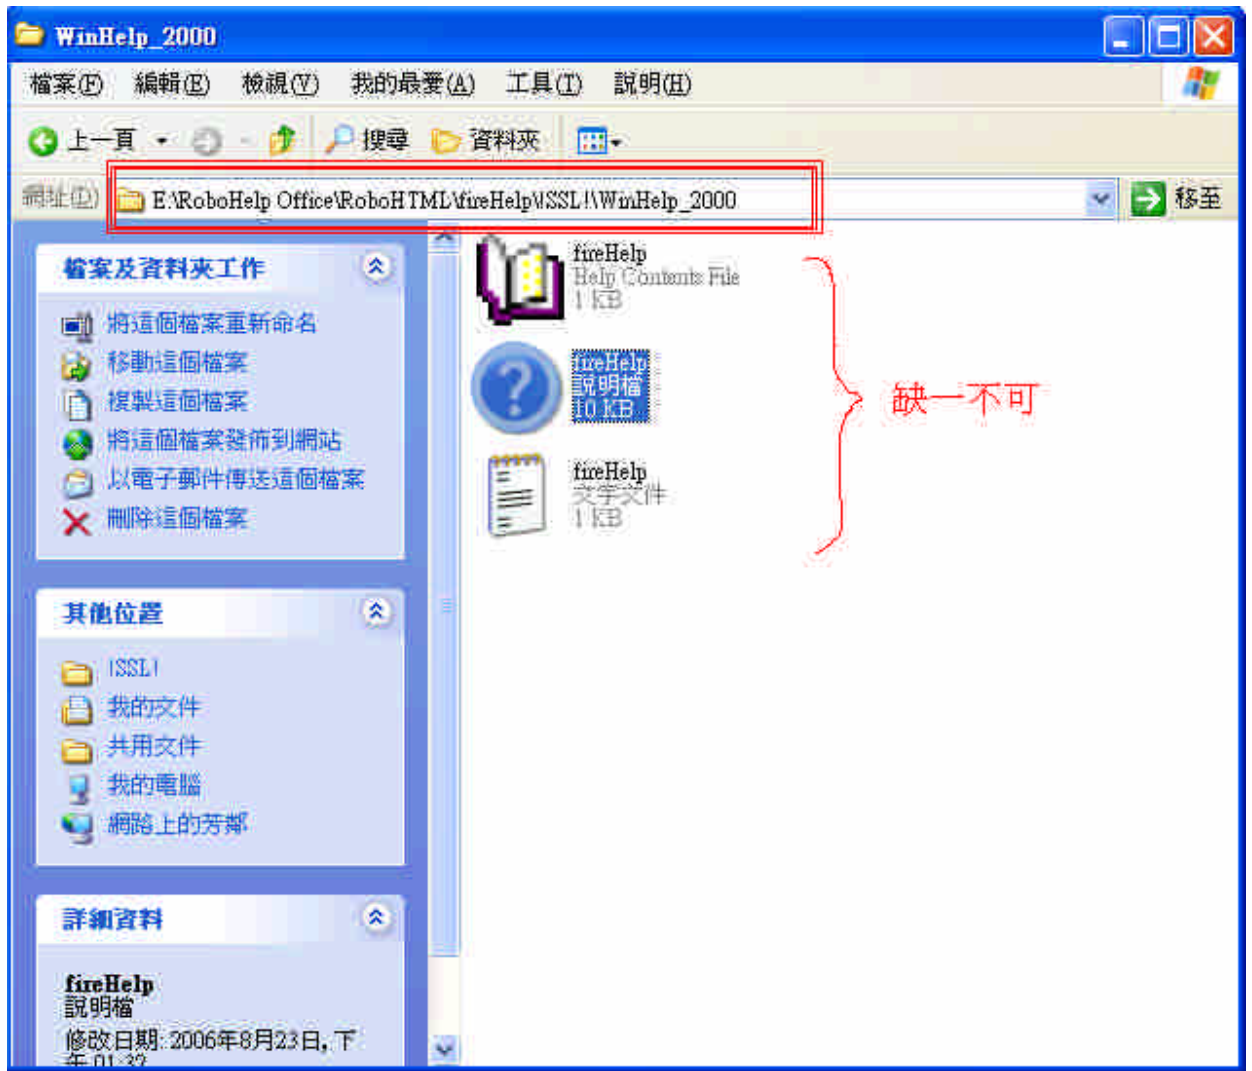 WinHelp_2000
檔案(F) 編輯(E) 檢視(V) 我的最愛(A) 工具(T) 說明(H)
上一頁 搜尋 資料夾
網址(D) E:\RoboHelp Office\RoboHTML\fireHelp\!SSL!\WinHelp_2000 移至
檔案及資料夾工作
將這個檔案重新命名
移動這個檔案
複製這個檔案
將這個檔案發佈到網站
以電子郵件傳送這個檔案
刪除這個檔案
其他位置
!SSL!
我的文件
共用文件
我的電腦
網路上的芳鄰
詳細資料
fireHelp
說明檔
修改日期: 2006年8月23日, 下
午 01:32
fireHelp
Help Contents File
1 KB
fireHelp
說明檔
10 KB
fireHelp
文字文件
1 KB
缺一不可